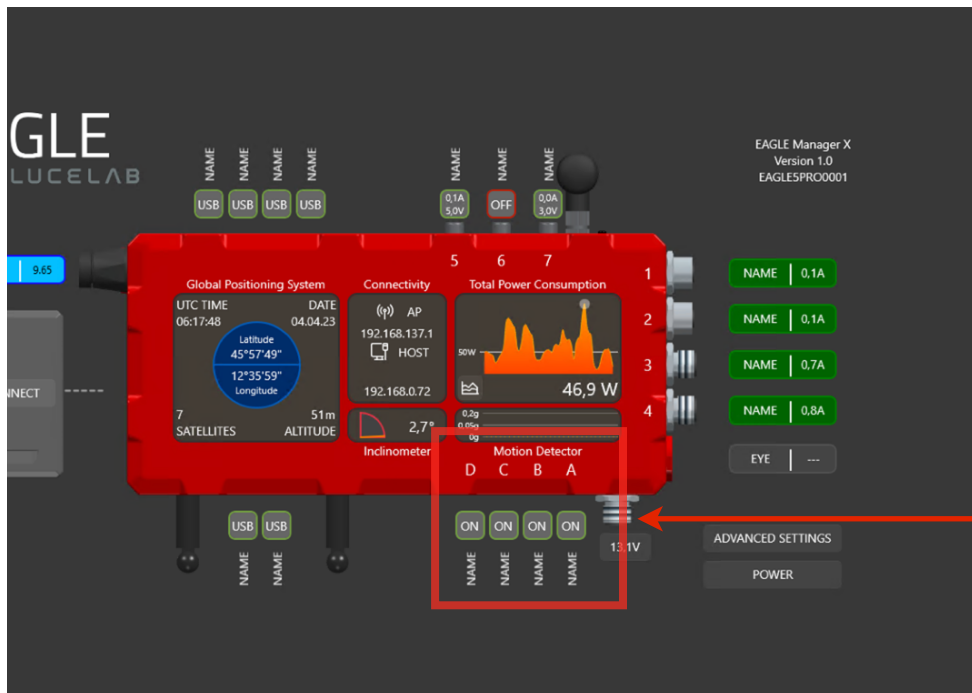 GLE
LUCELAB
EAGLE Manager X
Version 1.0
EAGLE5PRO0001
NAME
NAME
NAME
NAME
USB
USB
USB
USB
NAME
NAME
NAME
0,1A
5,0V
OFF
0,0A
3,0V
5
6
7
9.65
NNECT
Global Positioning System
UTC TIME
DATE
06:17:48
04.04.23
Latitude
45°57'49"
12°35'59"
Longitude
7
51m
SATELLITES
ALTITUDE
Connectivity
AP
192.168.137.1
HOST
192.168.0.72
2,7°
Inclinometer
Total Power Consumption
50W
46,9 W
0,2g
0,05g
0g
Motion Detector
D
C
B
A
1
2
3
4
NAME
0,1A
NAME
0,1A
NAME
0,7A
NAME
0,8A
EYE
---
USB
USB
NAME
NAME
ON
ON
ON
ON
NAME
NAME
NAME
NAME
13.1V
ADVANCED SETTINGS
POWER